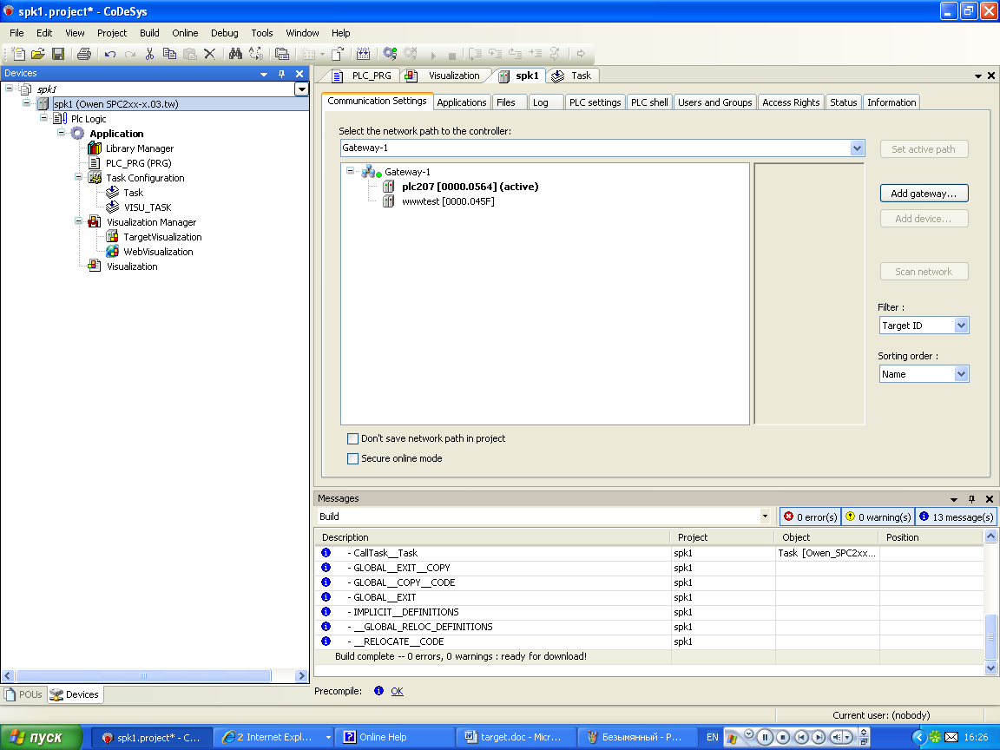 spk1.project* - CoDeSys
File Edit View Project Build Online Debug Tools Window Help
Devices
spk1
spk1 (Owen SPC2xx-x.03.tw)
Plc Logic
Application
Library Manager
PLC_PRG (PRG)
Task Configuration
Task
VISU_TASK
Visualization Manager
TargetVisualization
WebVisualization
Visualization
POUs Devices
PLC_PRG Visualization spk1 Task
Communication Settings Applications Files Log PLC settings PLC shell Users and Groups Access Rights Status Information
Select the network path to the controller:
Gateway-1
Set active path
Gateway-1
plc207 [0000.0564] (active)
wwwtest [0000.045F]
Add gateway...
Add device...
Scan network
Filter :
Target ID
Sorting order :
Name
Don't save network path in project
Secure online mode
Messages
Build 0 error(s) 0 warning(s) 13 message(s)
Description Project Object Position
- CallTask__Task spk1 Task [Owen_SPC2xx...
- GLOBAL__EXIT__COPY spk1
- GLOBAL__COPY__CODE spk1
- GLOBAL__EXIT spk1
- IMPLICIT__DEFINITIONS spk1
- __GLOBAL_RELOC_DEFINITIONS spk1
- __RELOCATE__CODE spk1
Build complete -- 0 errors, 0 warnings : ready for download!
Precompile: OK
Current user: (nobody)
пуск spk1.project* - C... 2 Internet Expl... Online Help target.doc - Micr... Безымянный - P... EN 16:26